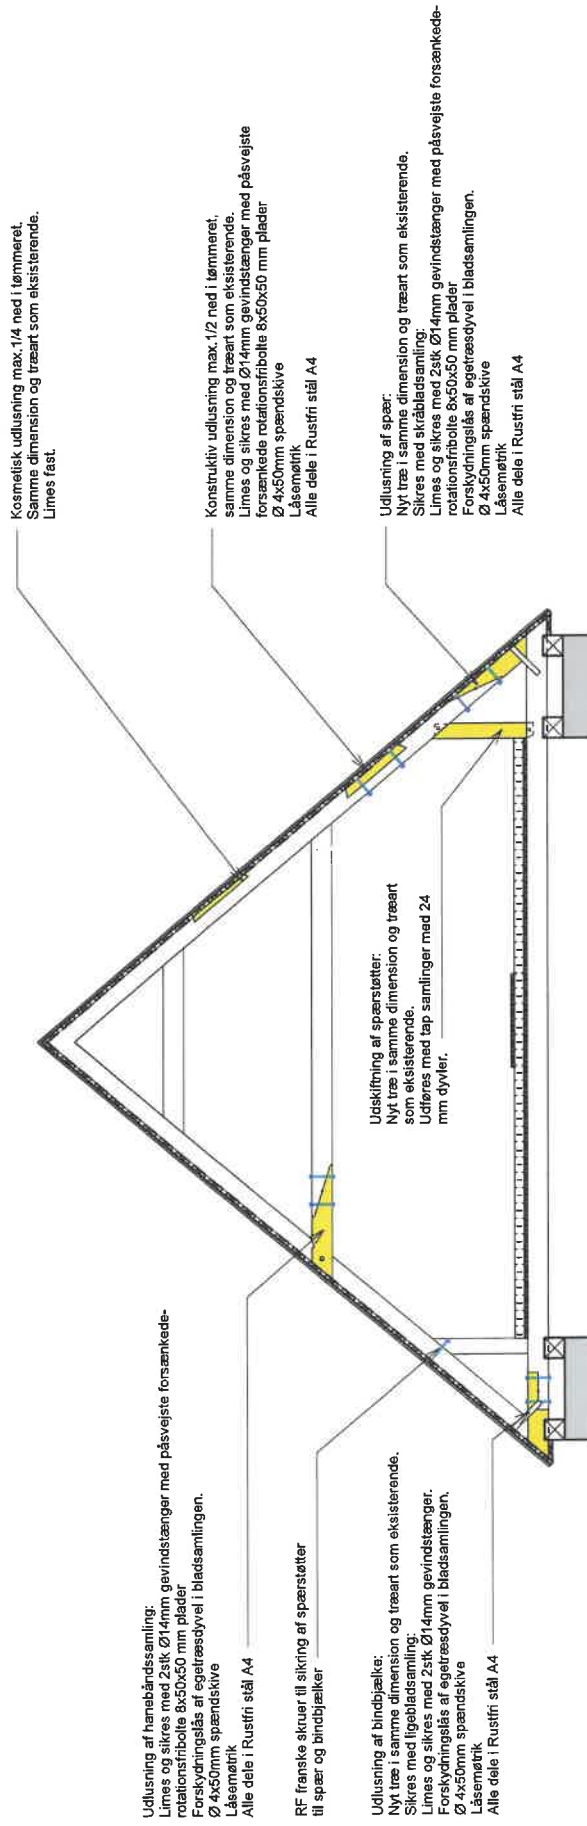 Kosmetisk udlusning max.1/4 ned i tømmeret,
Samme dimension og træart som eksisterende.
Limes fast.
Konstruktiv udlusning max.1/2 ned i tømmeret,
samme dimension og træart som eksisterende.
Limes og sikres med Ø14mm gevindstænger med påsvejste
forsænkede rotationsfribolte 8x50x50 mm plader
Ø 4x50mm spændskive
Låsemøtrik
Alle dele i Rustfri stål A4
Udlusning af spær:
Nyt træ i samme dimension og træart som eksisterende.
Sikres med skråbladsamling:
Limes og sikres med 2stk Ø14mm gevindstænger med påsvejste forsænkede-
rotationsfribolte 8x50x50 mm plader
Forskydningslås af egetræsdyvel i bladsamlingen.
Ø 4x50mm spændskive
Låsemøtrik
Alle dele i Rustfri stål A4
Udskiftning af spærstøtter:
Nyt træ i samme dimension og træart
som eksisterende.
Udføres med tap samlinger med 24
mm dyvler.
Udlusning af hanebåndssamling:
Limes og sikres med 2stk Ø14mm gevindstænger med påsvejste forsænkede-
rotationsfribolte 8x50x50 mm plader
Forskydningslås af egetræsdyvel i bladsamlingen.
Ø 4x50mm spændskive
Låsemøtrik
Alle dele i Rustfri stål A4
RF franske skruer til sikring af spærstøtter
til spær og bindbjælker
Udlusning af bindbjælke:
Nyt træ i samme dimension og træart som eksisterende.
Sikres med ligebladsamling:
Limes og sikres med 2stk Ø14mm gevindstænger.
Forskydningslås af egetræsdyvel i bladsamlingen.
Ø 4x50mm spændskive
Låsemøtrik
Alle dele i Rustfri stål A4